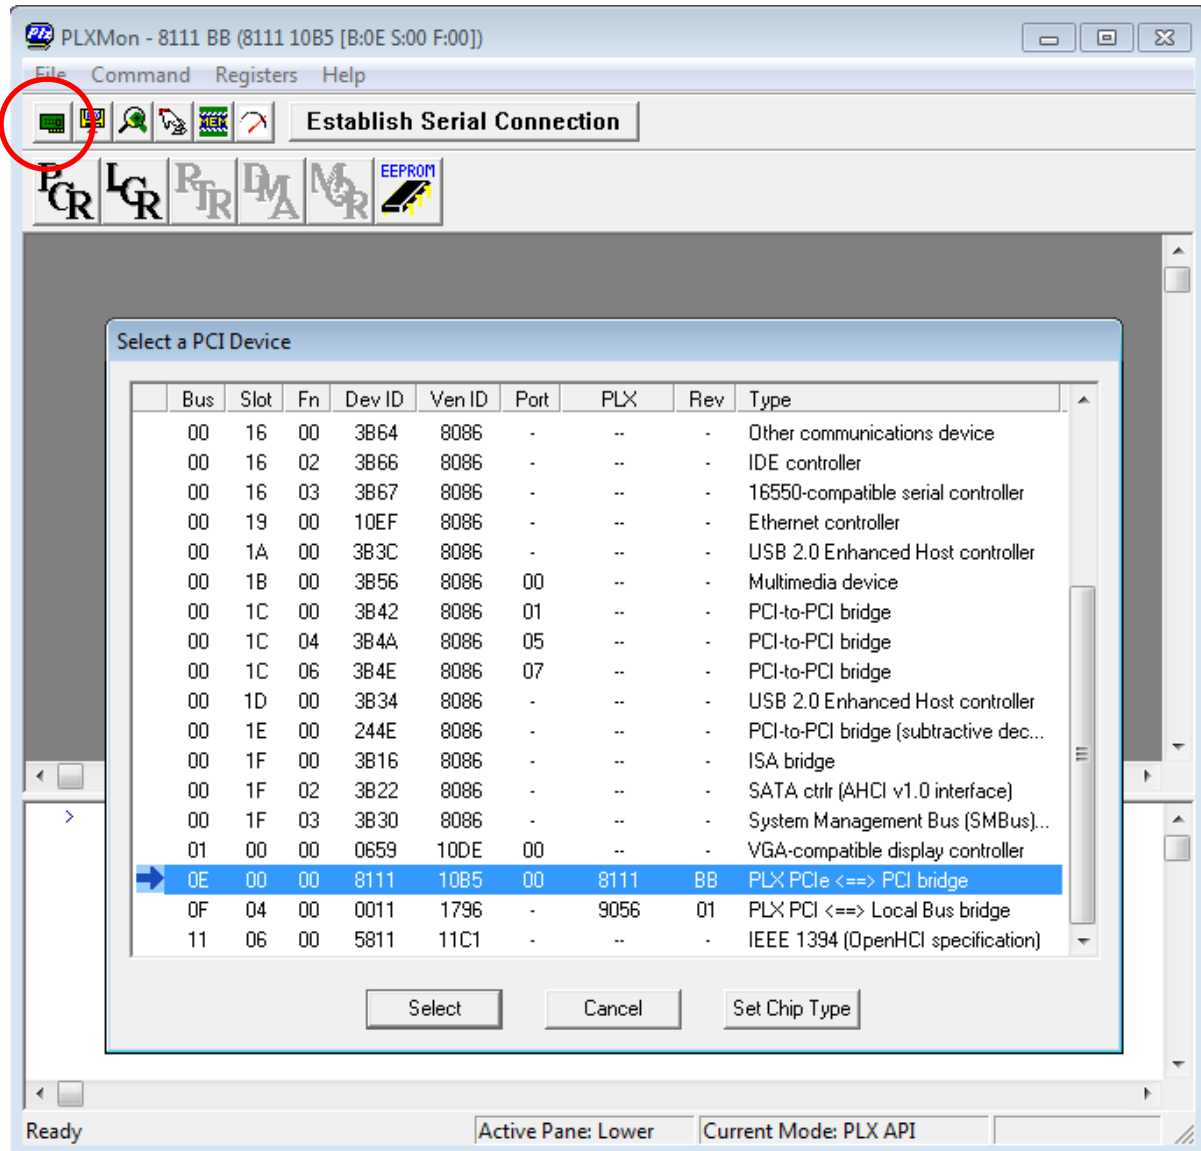 PLX PLXMon - 8111 BB (8111 10B5 [B:0E S:00 F:00])
File Command Registers Help
MEM Establish Serial Connection
PCR LCR RTR DMA MQR EEPROM
Select a PCI Device
Bus Slot Fn Dev ID Ven ID Port PLX Rev Type
00 16 00 3B64 8086 - -- - Other communications device
00 16 02 3B66 8086 - -- - IDE controller
00 16 03 3B67 8086 - -- - 16550-compatible serial controller
00 19 00 10EF 8086 - -- - Ethernet controller
00 1A 00 3B3C 8086 - -- - USB 2.0 Enhanced Host controller
00 1B 00 3B56 8086 00 -- - Multimedia device
00 1C 00 3B42 8086 01 -- - PCI-to-PCI bridge
00 1C 04 3B4A 8086 05 -- - PCI-to-PCI bridge
00 1C 06 3B4E 8086 07 -- - PCI-to-PCI bridge
00 1D 00 3B34 8086 - -- - USB 2.0 Enhanced Host controller
00 1E 00 244E 8086 - -- - PCI-to-PCI bridge (subtractive dec...
00 1F 00 3B16 8086 - -- - ISA bridge
00 1F 02 3B22 8086 - -- - SATA ctrlr (AHCI v1.0 interface)
> 00 1F 03 3B30 8086 - -- - System Management Bus (SMBus)...
01 00 00 0659 10DE 00 -- - VGA-compatible display controller
0E 00 00 8111 10B5 00 8111 BB PLX PCIe <==> PCI bridge
0F 04 00 0011 1796 - 9056 01 PLX PCI <==> Local Bus bridge
11 06 00 5811 11C1 - -- - IEEE 1394 (OpenHCI specification)
Select Cancel Set Chip Type
Ready Active Pane: Lower Current Mode: PLX API